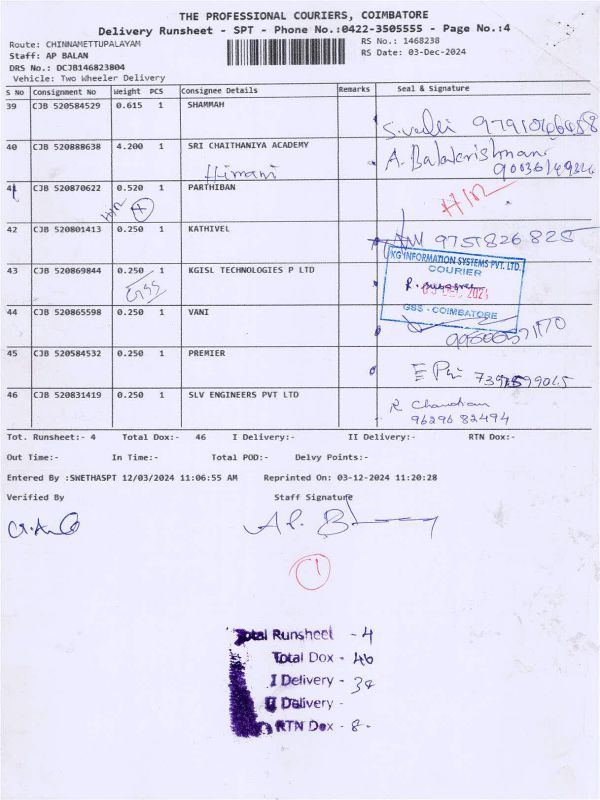 THE PROFESSIONAL COURIERS, COIMBATORE
Delivery Runsheet - SPT - Phone No.:0422-3505555 - Page No.:4
Route: CHINNAMETTUPALAYAM
RS No.: 1468238
Staff: AP BALAN
RS Date: 03-Dec-2024
DRS No.: DCJB146823804
Vehicle: Two Wheeler Delivery
S No Consignment No Weight PCS Consignee Details Remarks Seal & Signature
39 CJB 520584529 0.615 1 SHAMMAH
40 CJB 520888638 4.200 1 SRI CHAITHANIYA ACADEMY A. Balakrishnan
Himani
41 CJB 520870622 0.520 1 PARTHIBAN
42 CJB 520801413 0.250 1 KATHIVEL
9751826825
43 CJB 520869844 0.250 1 KGISL TECHNOLOGIES P LTD
GSS
KG INFORMATION SYSTEMS PVT. LTD.
COURIER
GSS - COIMBATORE
44 CJB 520865598 0.250 1 VANI
45 CJB 520584532 0.250 1 PREMIER
46 CJB 520831419 0.250 1 SLV ENGINEERS PVT LTD
R Chandran
96296 82494
Tot. Runsheet:- 4 Total Dox:- 46 I Delivery:- II Delivery:- RTN Dox:-
Out Time:- In Time:- Total POD:- Delvy Points:-
Entered By :SWETHASPT 12/03/2024 11:06:55 AM Reprinted On: 03-12-2024 11:20:28
Verified By Staff Signature
1
Total Runsheet - 4
Total Dox - 46
I Delivery - 38
II Delivery -
RTN Dox - 8-